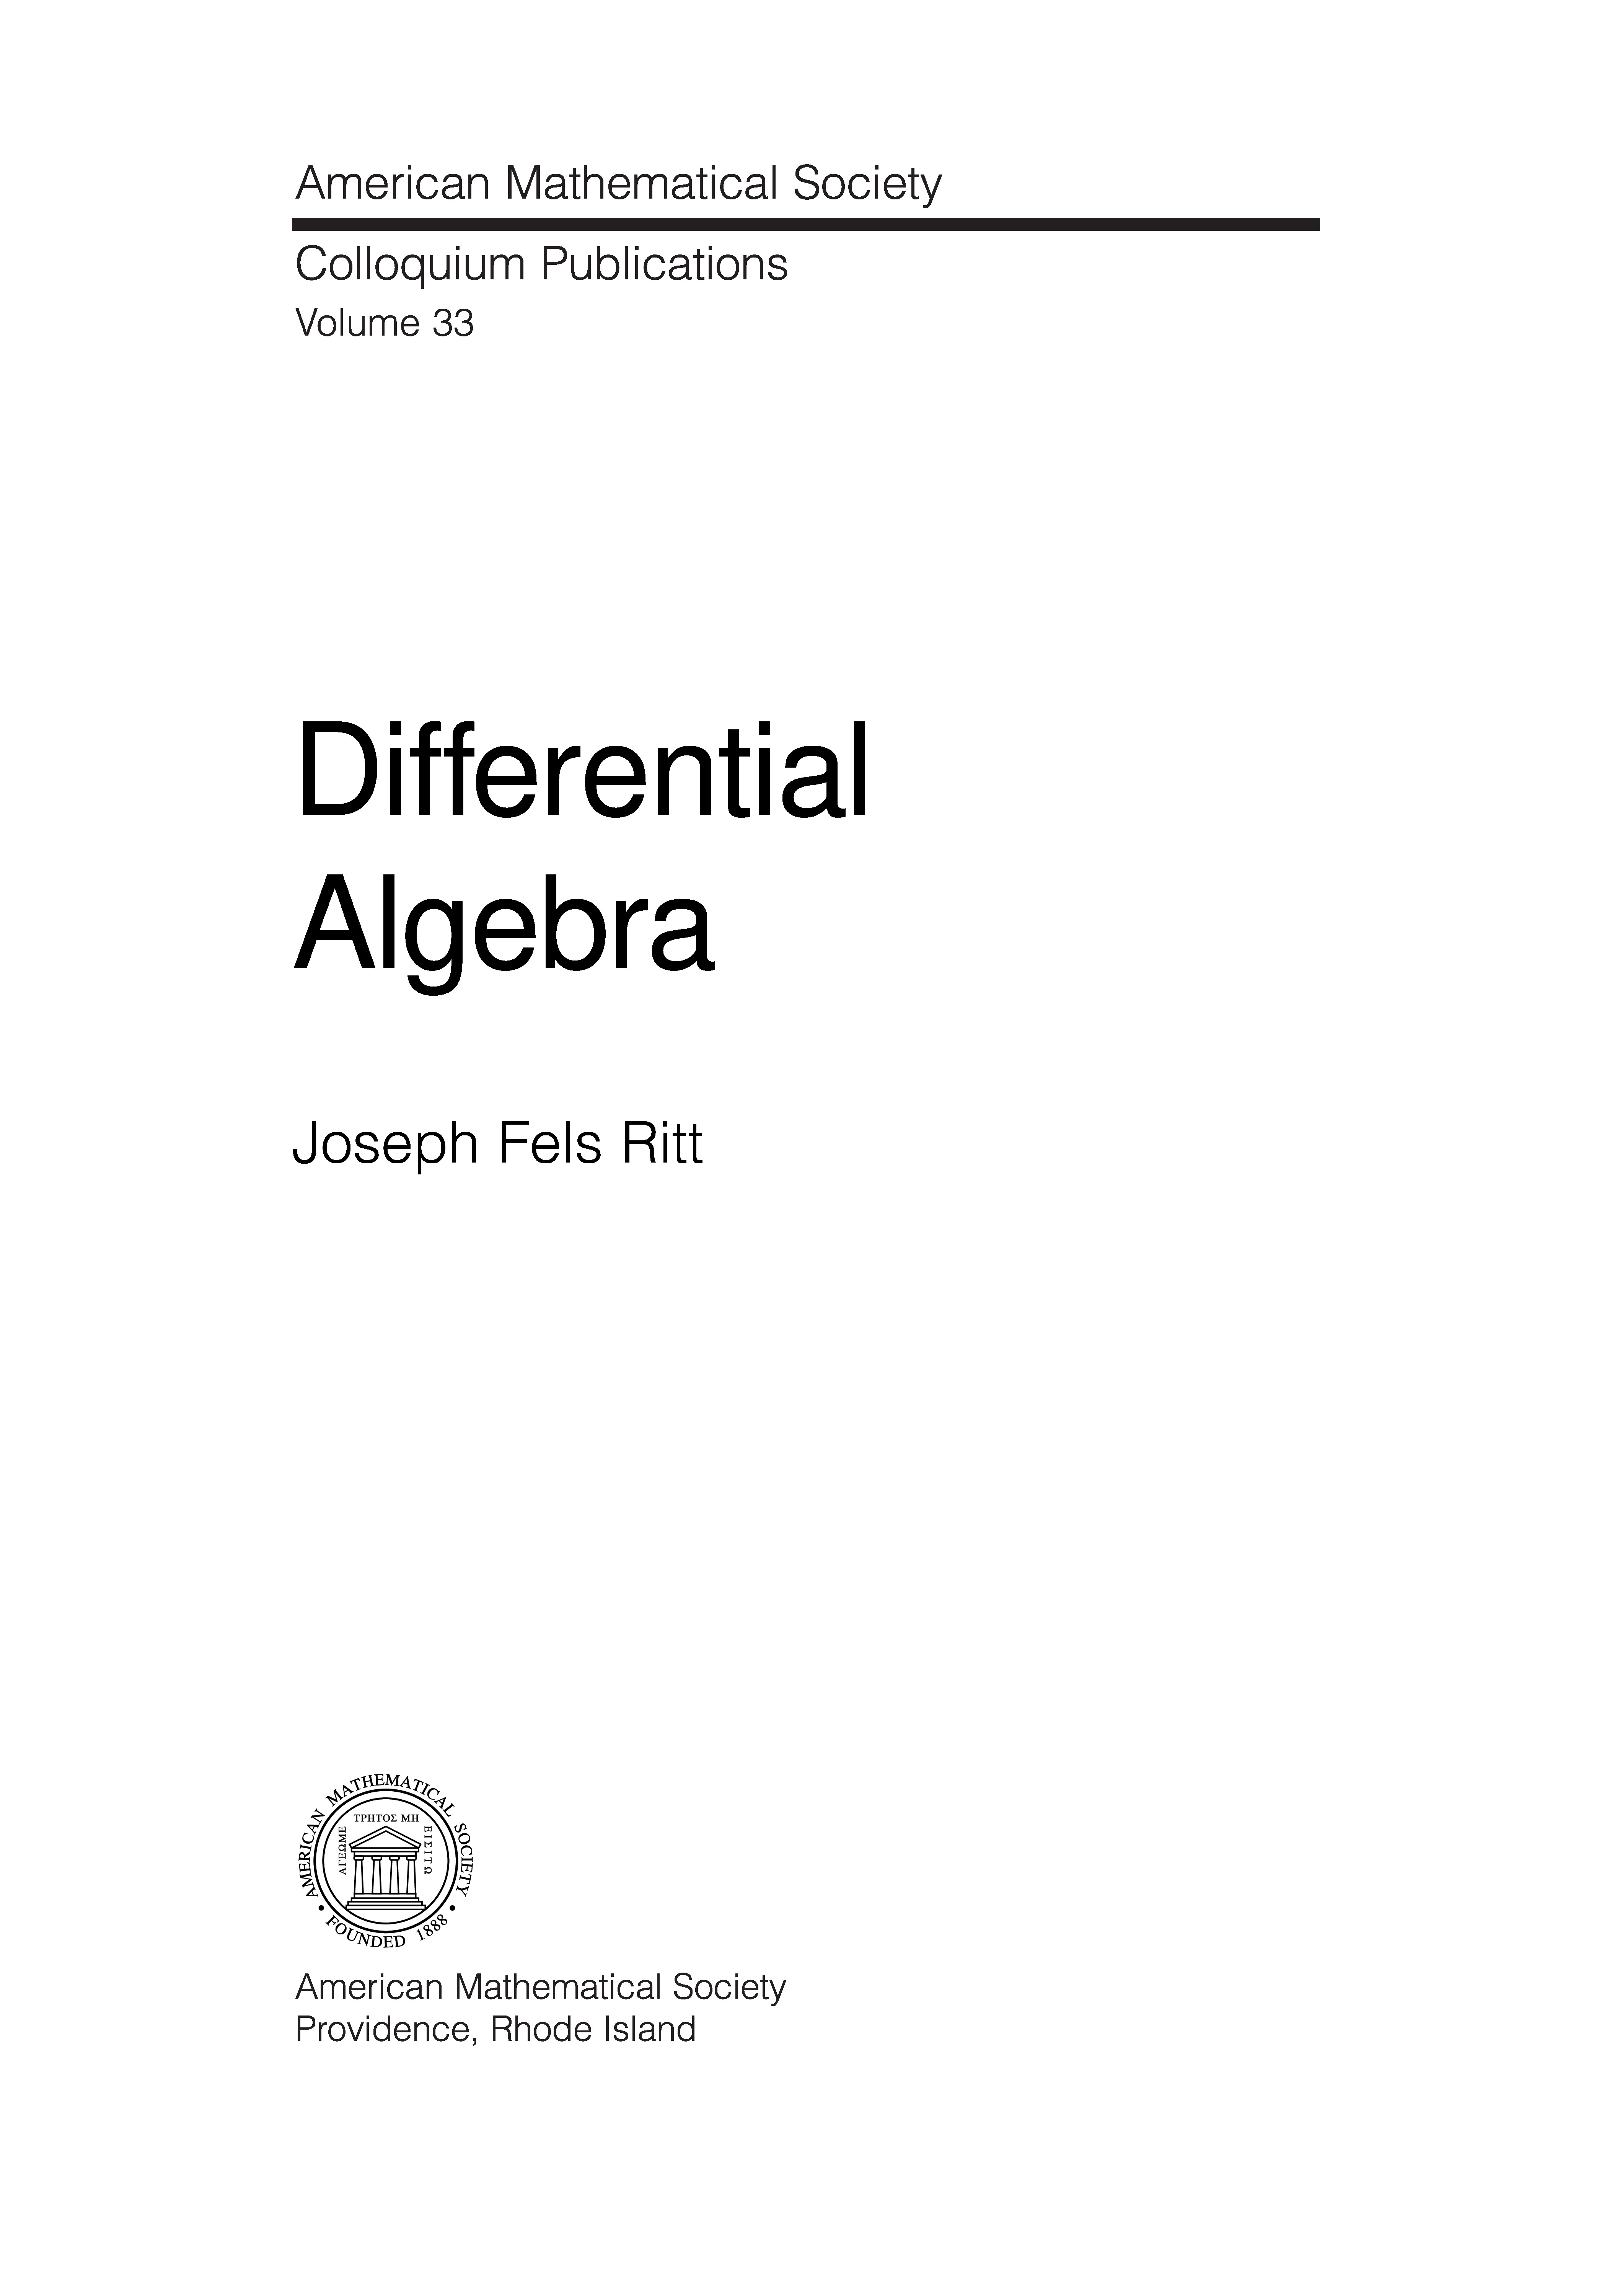 American Mathematical Society
Colloquium Publications
Volume 33
Differential
Algebra
Joseph Fels Ritt
AMERICAN MATHEMATICAL SOCIETY
ΑΓΕΩΜΕ
ΤΡΗΤΟΣ ΜΗ
ΕΙΣΙΤΩ
• FOUNDED 1888 •
American Mathematical Society
Providence, Rhode Island